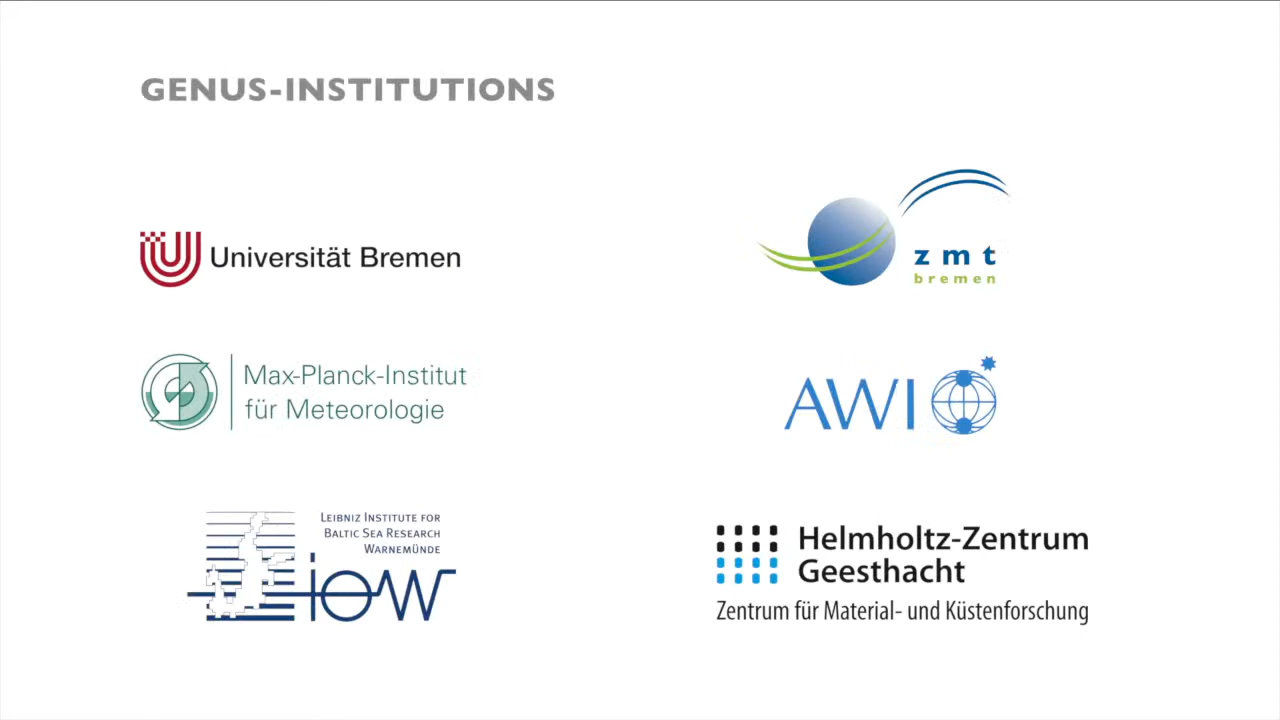 GENUS-INSTITUTIONS
Universität Bremen
zmt
bremen
Max-Planck-Institut
für Meteorologie
AWI
LEIBNIZ INSTITUTE FOR
BALTIC SEA RESEARCH
WARNEMÜNDE
iow
Helmholtz-Zentrum
Geesthacht
Zentrum für Material- und Küstenforschung